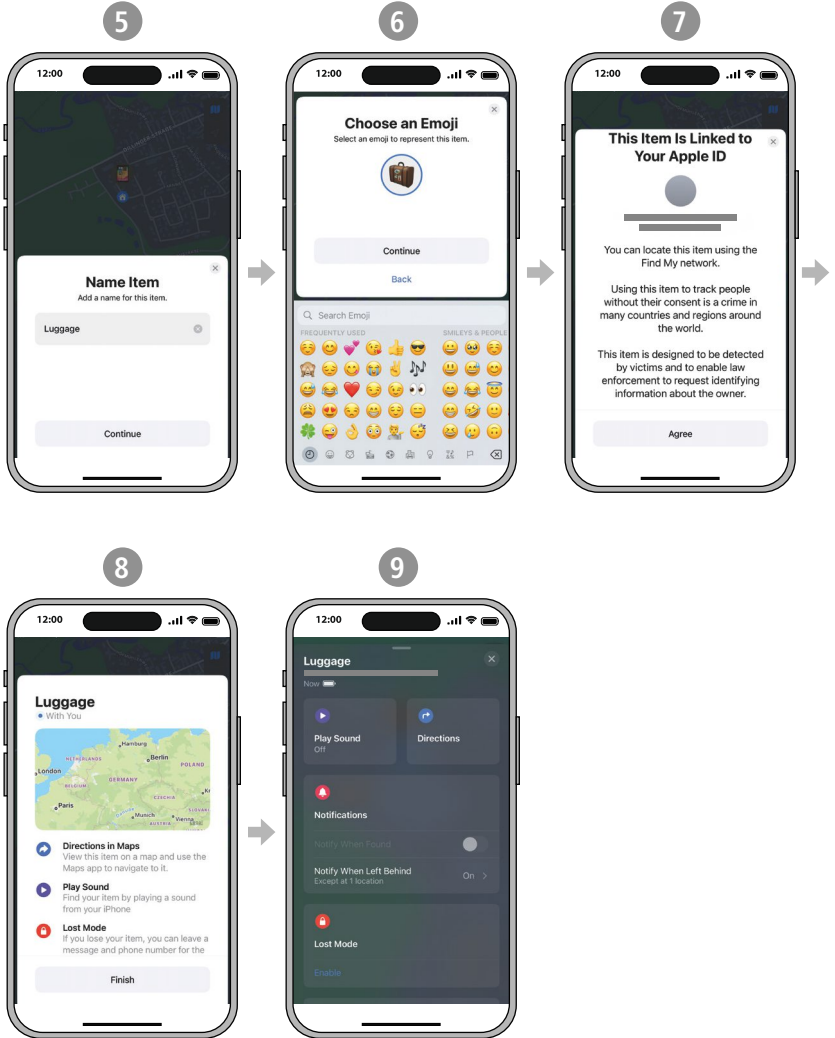 5
6
7
12:00
Name Item
Add a name for this item.
Luggage
Continue
12:00
Choose an Emoji
Select an emoji to represent this item.
Continue
Back
Search Emoji
FREQUENTLY USED
SMILEYS & PEOPLE
12:00
This Item Is Linked to
Your Apple ID
You can locate this item using the
Find My network.
Using this item to track people
without their consent is a crime in
many countries and regions around
the world.
This item is designed to be detected
by victims and to enable law
enforcement to request identifying
information about the owner.
Agree
8
9
12:00
Luggage
With You
Hamburg
NETHERLANDS
Berlin
POLAND
London
GERMANY
BELGIUM
CZECHIA
Paris
Munich
Vienna
AUSTRIA
Directions in Maps
View this item on a map and use the
Maps app to navigate to it.
Play Sound
Find your item by playing a sound
from your iPhone
Lost Mode
If you lose your item, you can leave a
message and phone number for the
Finish
12:00
Luggage
Now
Play Sound
Off
Directions
Notifications
Notify When Found
Notify When Left Behind
Except at 1 location
On
Lost Mode
Enable